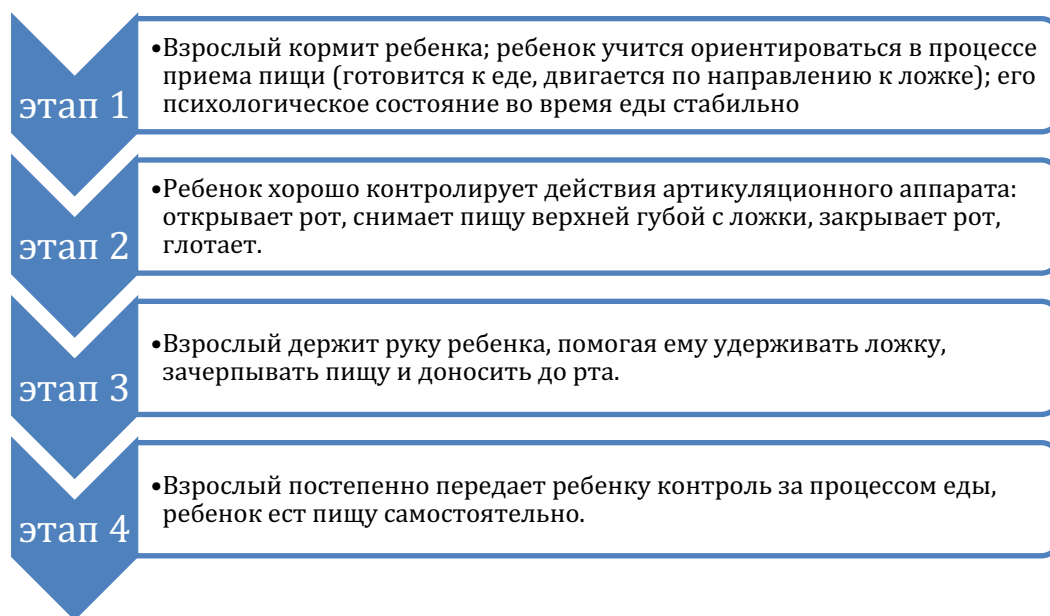 этап 1
•Взрослый кормит ребенка; ребенок учится ориентироваться в процессе
приема пищи (готовится к еде, двигается по направлению к ложке); его
психологическое состояние во время еды стабильно
этап 2
•Ребенок хорошо контролирует действия артикуляционного аппарата:
открывает рот, снимает пищу верхней губой с ложки, закрывает рот,
глотает.
этап 3
•Взрослый держит руку ребенка, помогая ему удерживать ложку,
зачерпывать пищу и доносить до рта.
этап 4
•Взрослый постепенно передает ребенку контроль за процессом еды,
ребенок ест пищу самостоятельно.